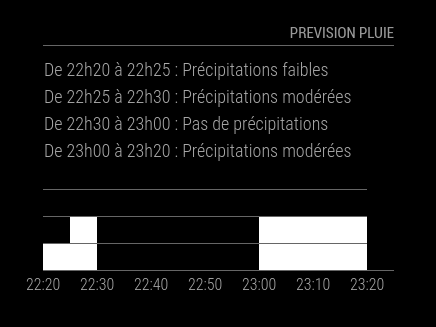 PREVISION PLUIE
De 22h20 à 22h25 : Précipitations faibles
De 22h25 à 22h30 : Précipitations modérées
De 22h30 à 23h00 : Pas de précipitations
De 23h00 à 23h20 : Précipitations modérées
22:20 22:30 22:40 22:50 23:00 23:10 23:20